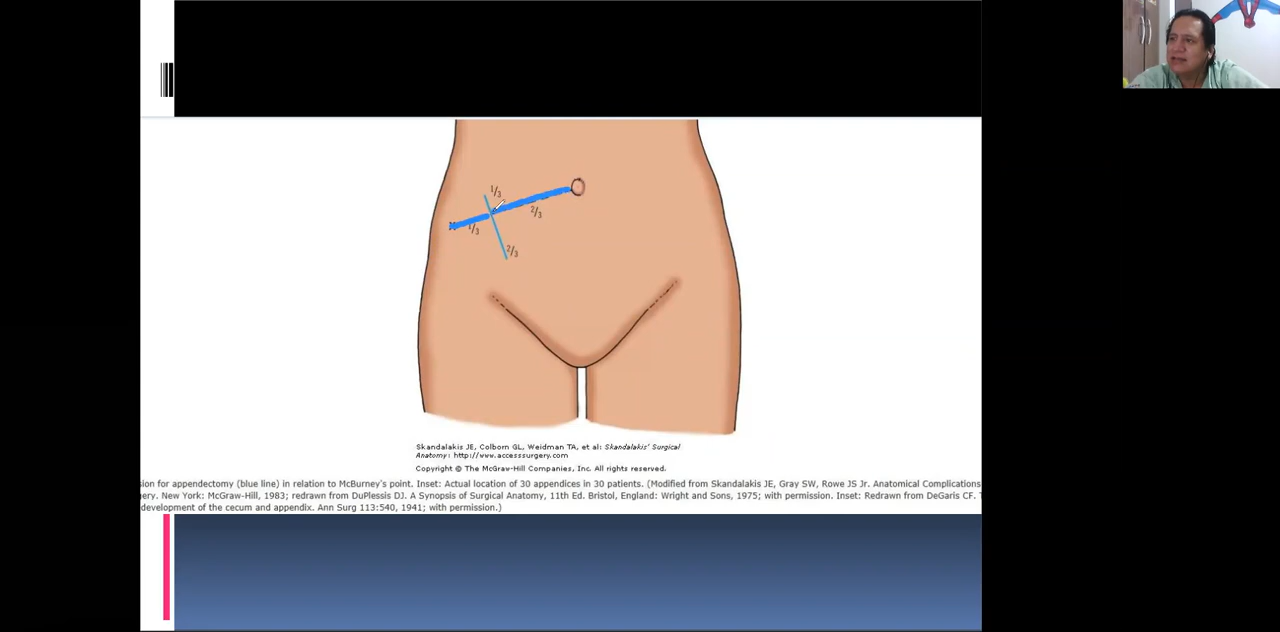 1/3
2/3
1/3
2/3
Skandalakis JE, Colborn GL, Weidman TA, et al: Skandalakis' Surgical
Anatomy: http://www.accesssurgery.com
Copyright © The McGraw-Hill Companies, Inc. All rights reserved.
sion for appendectomy (blue line) in relation to McBurney's point. Inset: Actual location of 30 appendices in 30 patients. (Modified from Skandalakis JE, Gray SW, Rowe JS Jr. Anatomical Complications
gery. New York: McGraw-Hill, 1983; redrawn from DuPlessis DJ. A Synopsis of Surgical Anatomy, 11th Ed. Bristol, England: Wright and Sons, 1975; with permission. Inset: Redrawn from DeGaris CF.
development of the cecum and appendix. Ann Surg 113:540, 1941; with permission.)